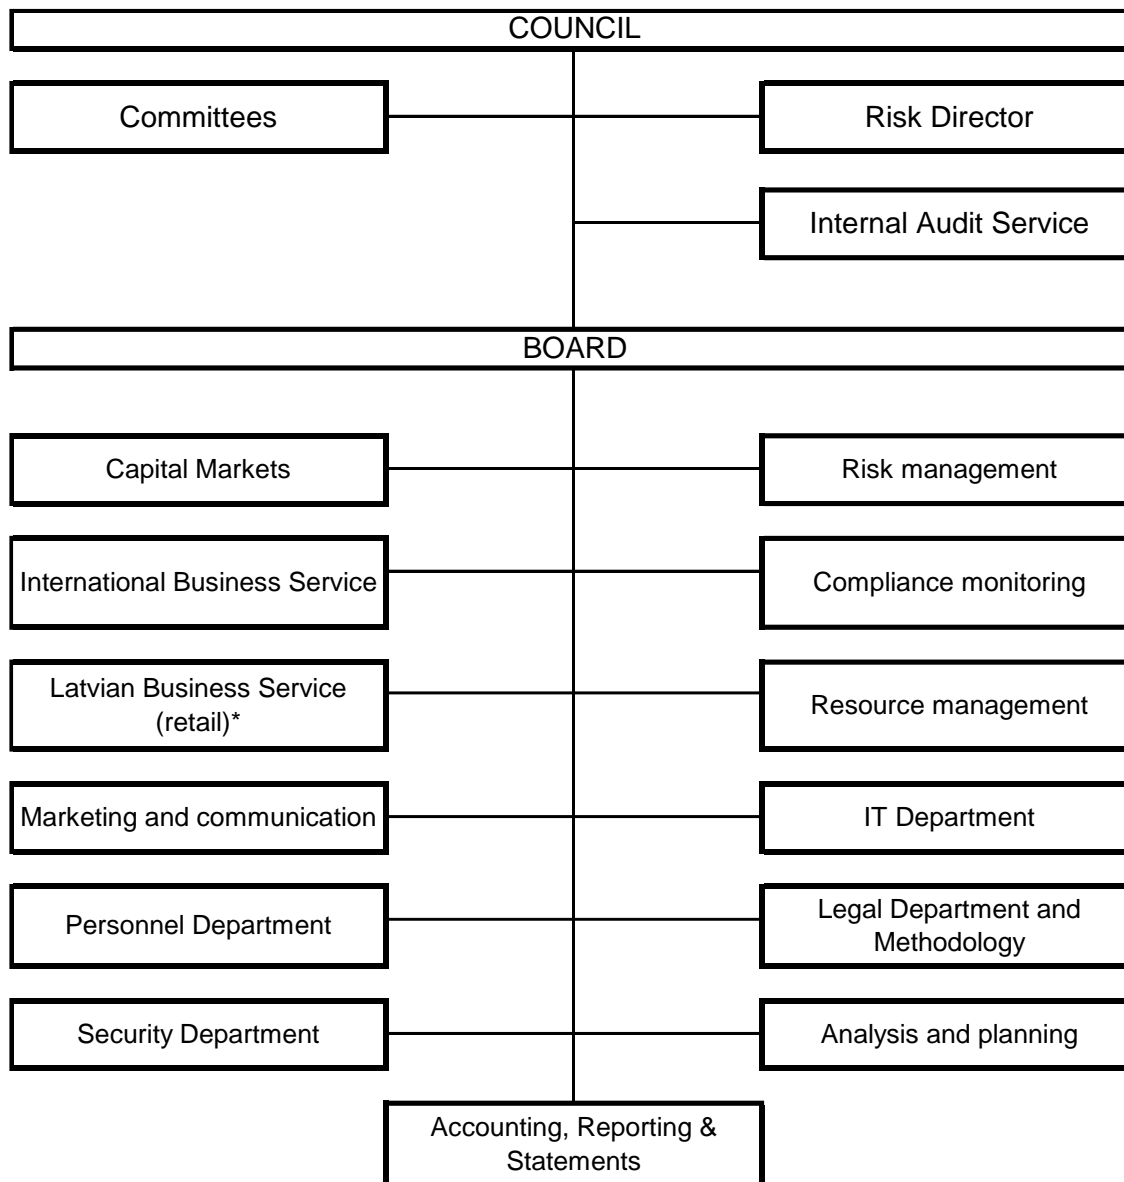 COUNCIL
Committees
Risk Director
Internal Audit Service
BOARD
Capital Markets
Risk management
International Business Service
Compliance monitoring
Latvian Business Service
(retail)*
Resource management
Marketing and communication
IT Department
Personnel Department
Legal Department and
Methodology
Security Department
Analysis and planning
Accounting, Reporting &
Statements